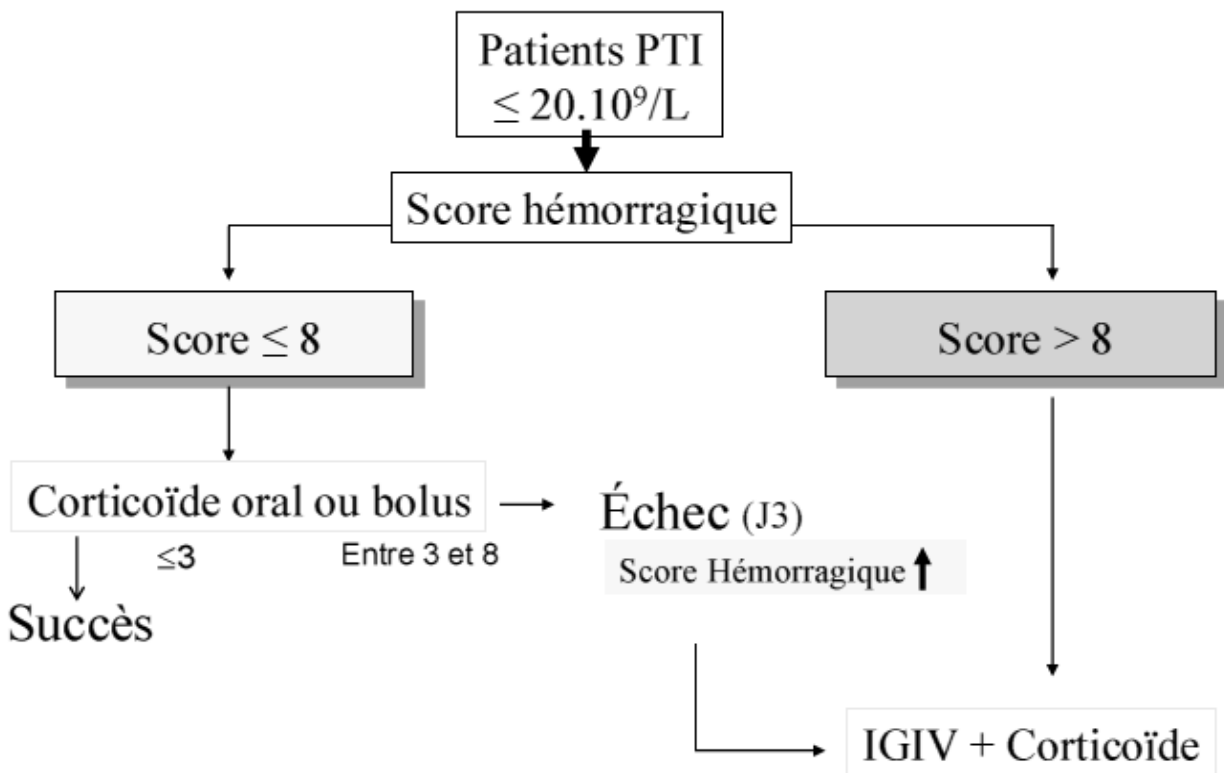 Patients PTI
≤ 20.10⁹/L
Score hémorragique
Score ≤ 8
Score > 8
Corticoïde oral ou bolus
≤3
Entre 3 et 8
Échec (J3)
Score Hémorragique
Succès
IGIV + Corticoïde